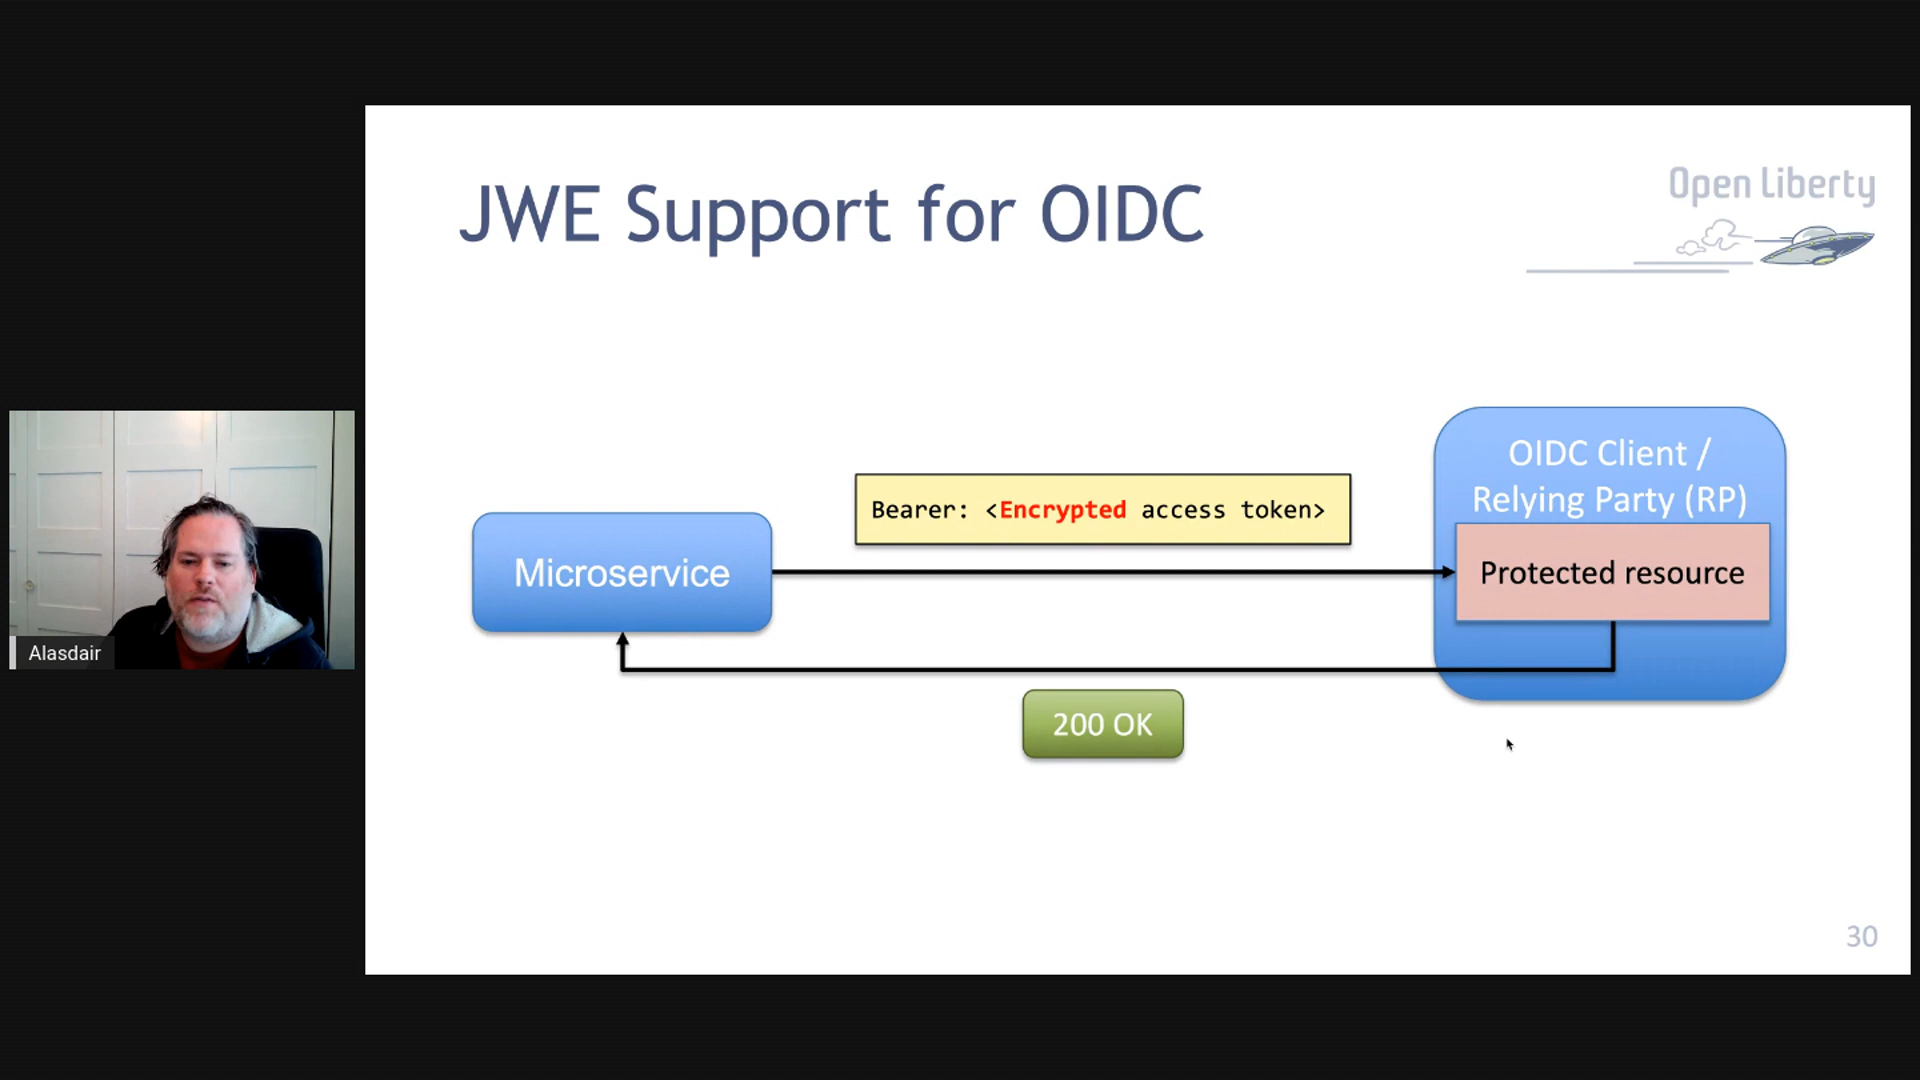 JWE Support for OIDC
Open Liberty
OIDC Client /
Relying Party (RP)
Bearer: <Encrypted access token>
Microservice
Protected resource
200 OK
Alasdair
30